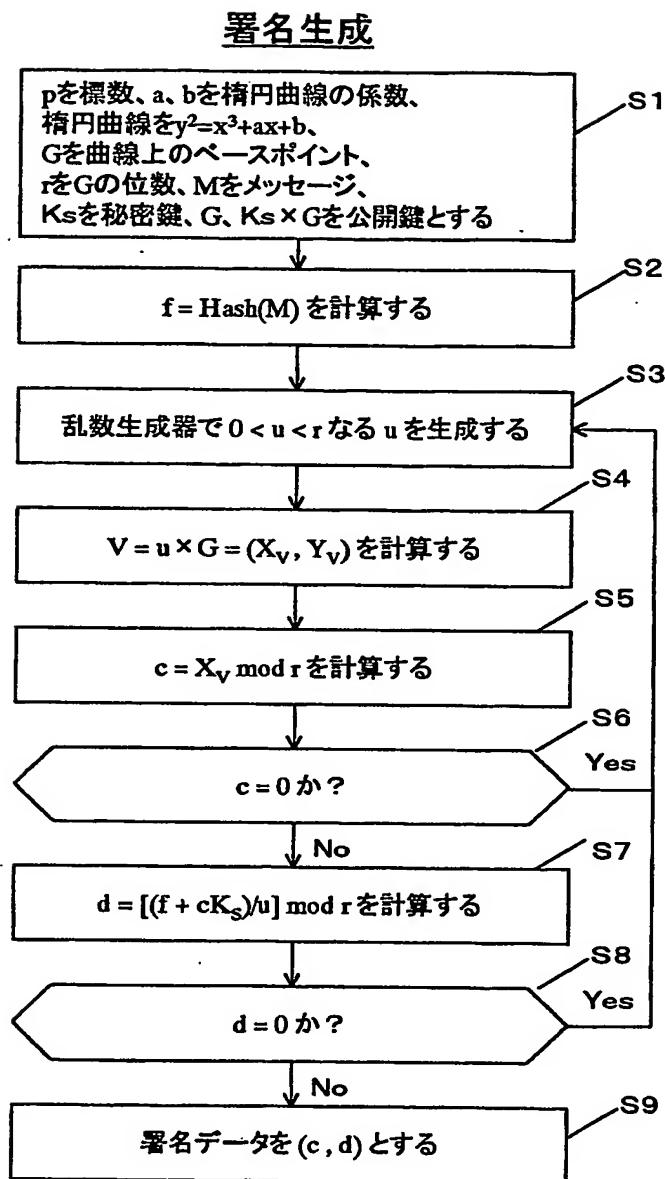 署名生成
pを標数、a、bを楕円曲線の係数、
楕円曲線をy²=x³+ax+b、
Gを曲線上のベースポイント、
rをGの位数、Mをメッセージ、
Ksを秘密鍵、G、Ks×Gを公開鍵とする
S1
f = Hash(M) を計算する
S2
乱数生成器で 0 < u < r なる u を生成する
S3
V = u × G = (X_V, Y_V) を計算する
S4
c = X_V mod r を計算する
S5
c = 0 か?
S6
Yes
No
d = [(f + cK_S)/u] mod r を計算する
S7
d = 0 か?
S8
Yes
No
署名データを (c , d) とする
S9